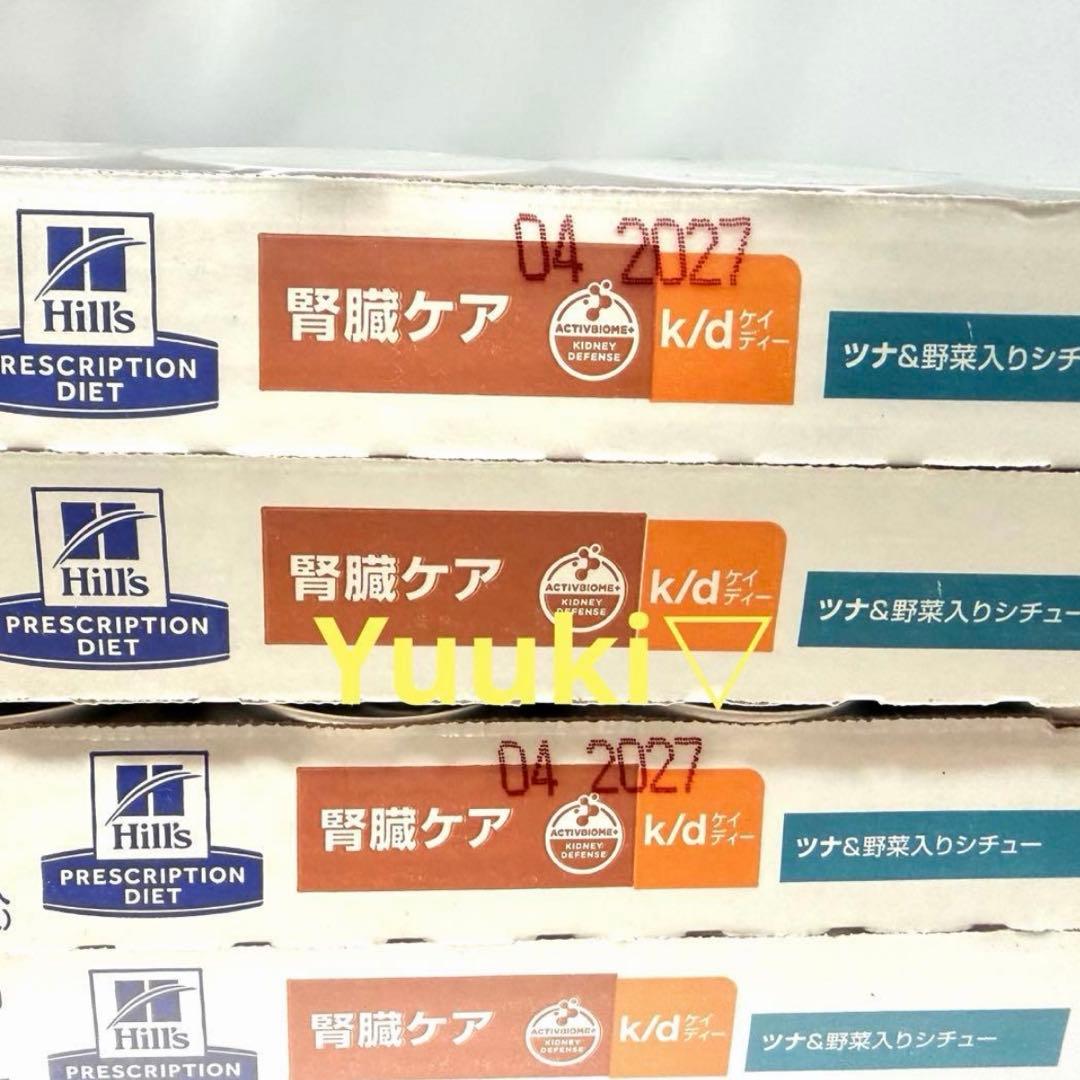 04 2027
Hill's
RESCRIPTION
DIET
腎臓ケア
ACTIVBIOME+
KIDNEY
DEFENSE
k/d ケイ
ディー
ツナ&野菜入りシチ
Hill's
PRESCRIPTION
DIET
腎臓ケア
ACTIVBIOME+
KIDNEY
DEFENSE
k/d ケイ
ディー
ツナ&野菜入りシチュー
Yuuki▽
04 2027
Hill's
PRESCRIPTION
DIET
腎臓ケア
ACTIVBIOME+
KIDNEY
DEFENSE
k/d ケイ
ディー
ツナ&野菜入りシチュー
Hill's
PRESCRIPTION
腎臓ケア
ACTIVBIOME+
KIDNEY
DEFENSE
k/d ケイ
ディー
ツナ&野菜入りシチュー